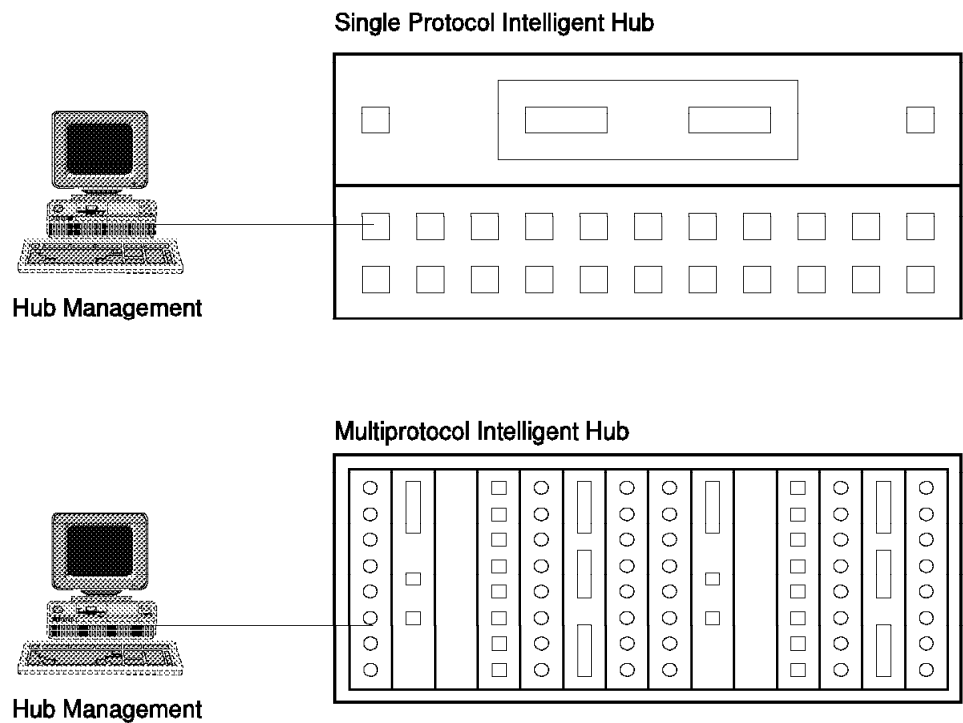 Single Protocol Intelligent Hub
Hub Management
Multiprotocol Intelligent Hub
Hub Management